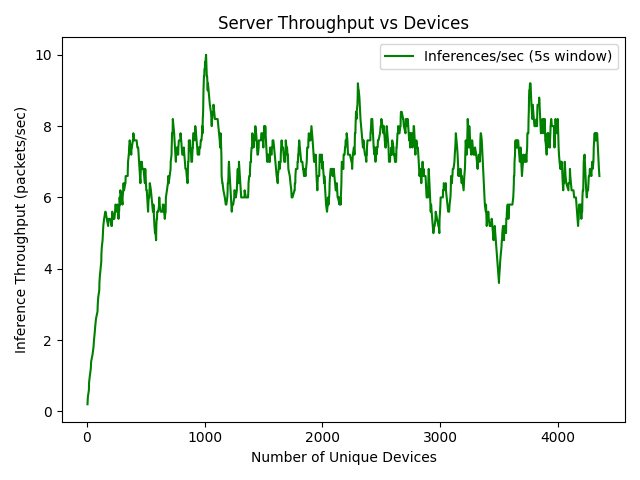 Server Throughput vs Devices
Inferences/sec (5s window)
Inference Throughput (packets/sec)
10
8
6
4
2
0
0 1000 2000 3000 4000
Number of Unique Devices